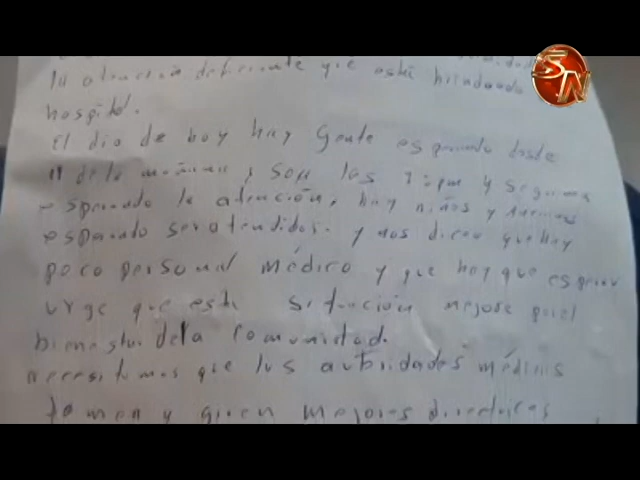 la atención deficiente que está brindando
hospital.
El día de hoy hay gente esperando desde
11 de la mañana, son las 7:00pm y seguimos
esperando la atención, hay niños y
esperando ser atendidos. y nos dicen que hay
poco personal médico y que hay que esperar
urge que esta situación mejore por el
bienestar de la comunidad.
necesitamos que las autoridades médicas
tomen y giren mejores directrices
STN